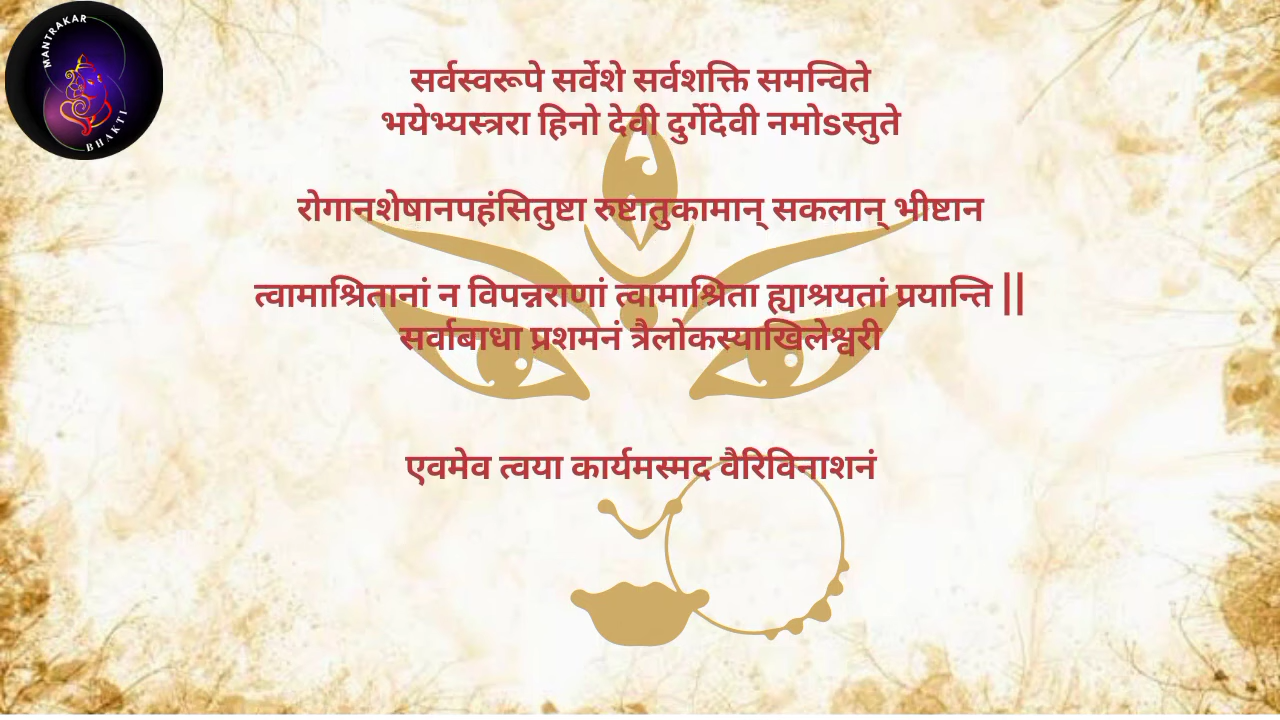 MANTRAKAR
BHAKTI
सर्वस्वरूपे सर्वेशे सर्वशक्ति समन्विते
भयेभ्यस्त्ररा हिनो देवी दुर्गेदेवी नमोsस्तुते
रोगानशेषानपहंसितुष्टा रुष्टातुकामान् सकलान् भीष्टान
त्वामाश्रितानां न विपन्नराणां त्वामाश्रिता ह्याश्रयतां प्रयान्ति ||
सर्वाबाधा प्रशमनं त्रैलोकस्याखिलेश्वरी
एवमेव त्वया कार्यमस्मद वैरिविनाशनं